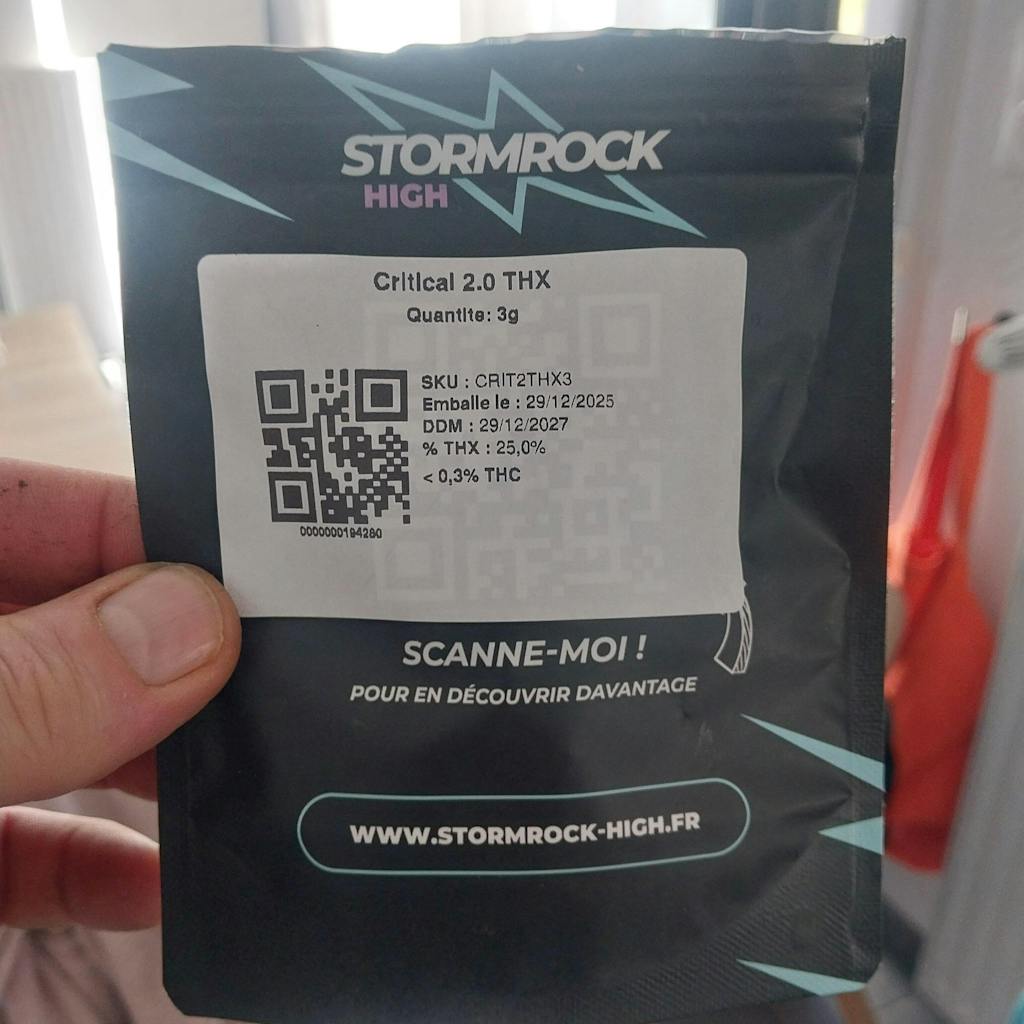 STORMROCK
HIGH
Critical 2.0 THX
Quantite: 3g
SKU : CRIT2THX3
Emballe le : 29/12/2025
DDM : 29/12/2027
% THX : 25,0%
< 0,3% THC
0000000194280
SCANNE-MOI !
POUR EN DÉCOUVRIR DAVANTAGE
WWW.STORMROCK-HIGH.FR